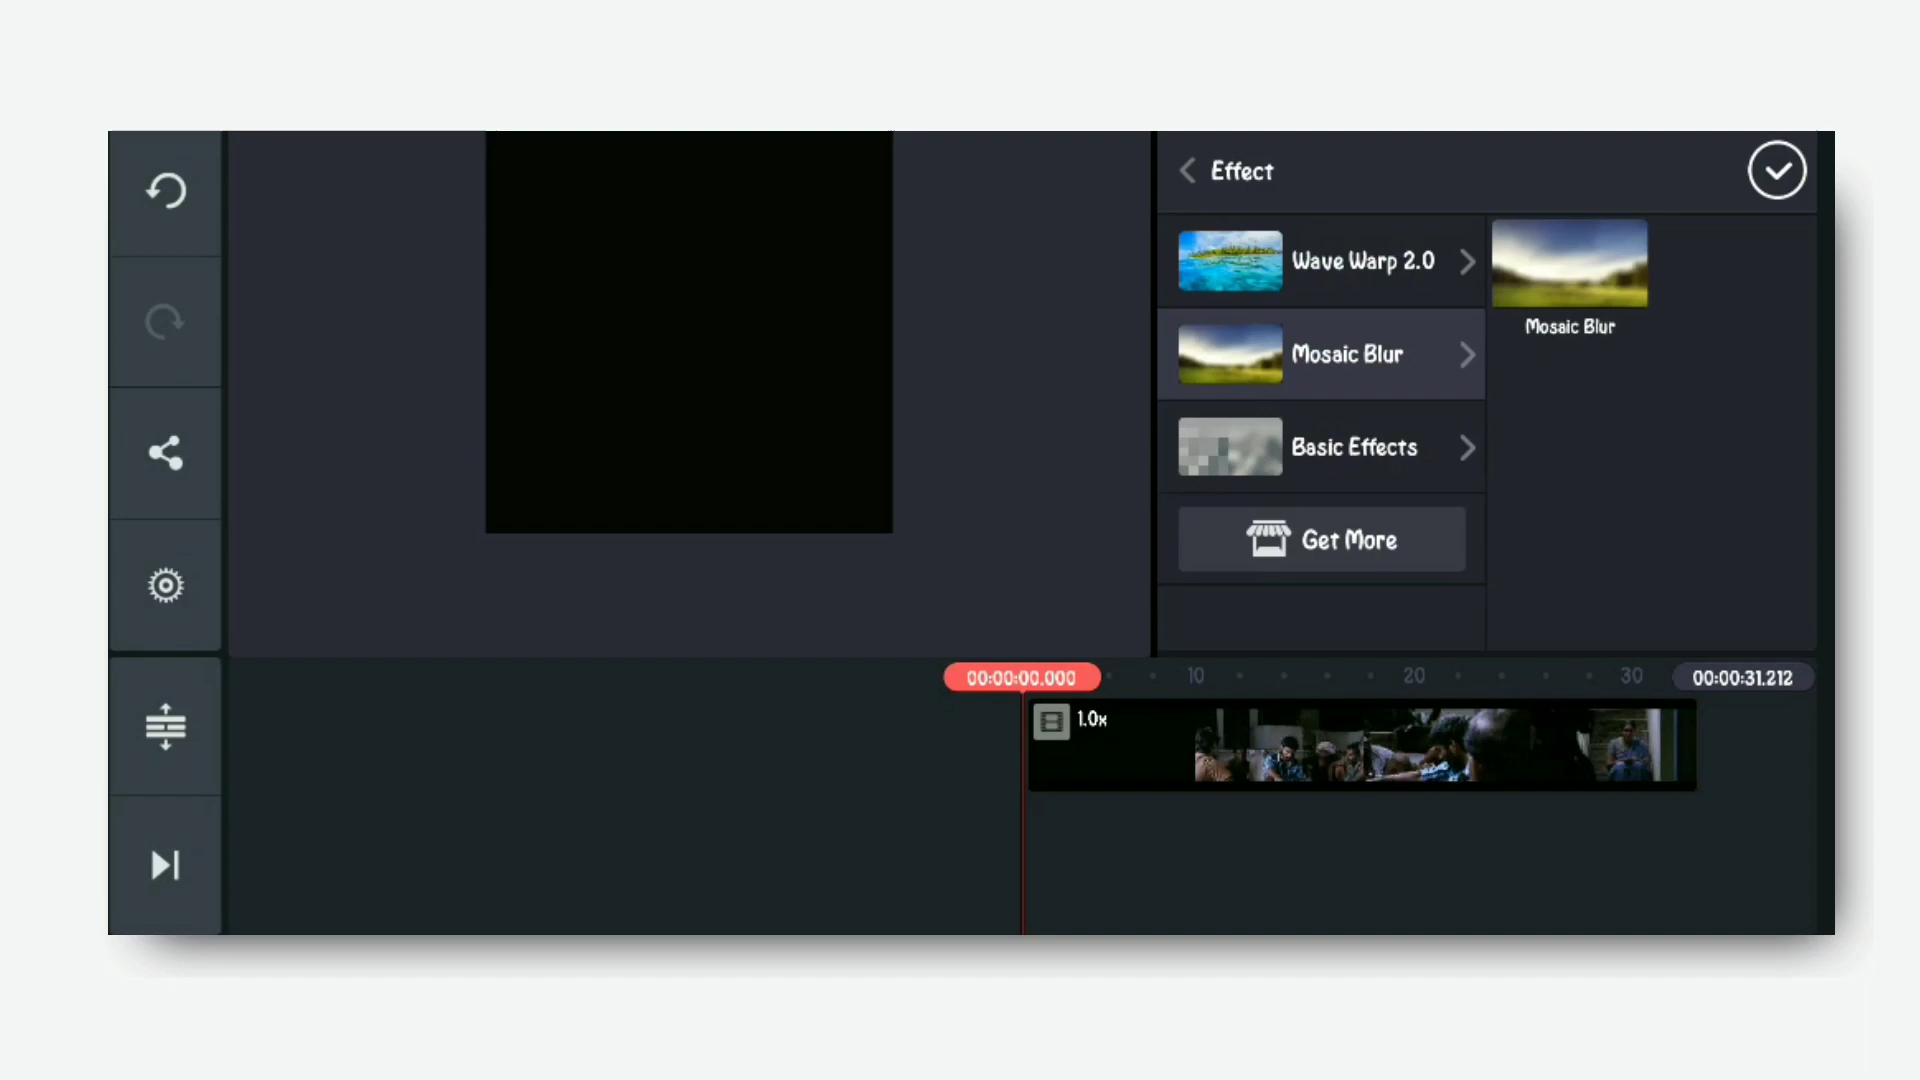 Effect
Wave Warp 2.0
Mosaic Blur
Mosaic Blur
Basic Effects
Get More
00:00:00.000
10
20
30
00:00:31.212
1.0x